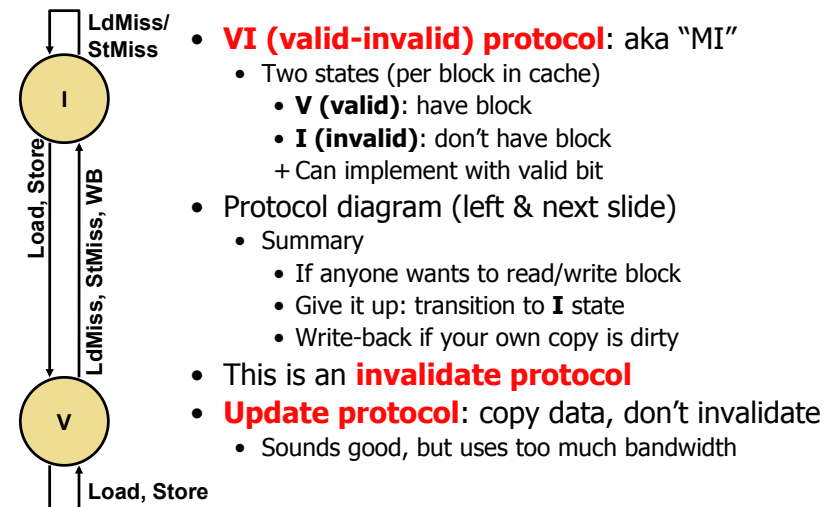 LdMiss/
StMiss
I
Load, Store
LdMiss, StMiss, WB
V
Load, Store
• VI (valid-invalid) protocol: aka “MI”
• Two states (per block in cache)
• V (valid): have block
• I (invalid): don’t have block
+ Can implement with valid bit
• Protocol diagram (left & next slide)
• Summary
• If anyone wants to read/write block
• Give it up: transition to I state
• Write-back if your own copy is dirty
• This is an invalidate protocol
• Update protocol: copy data, don’t invalidate
• Sounds good, but uses too much bandwidth